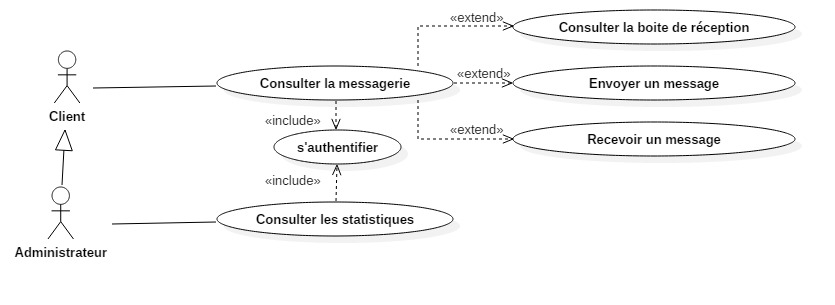 «extend»
Consulter la boite de réception
Client
Consulter la messagerie
«extend»
Envoyer un message
«include»
«extend»
Recevoir un message
s'authentifier
«include»
Consulter les statistiques
Administrateur